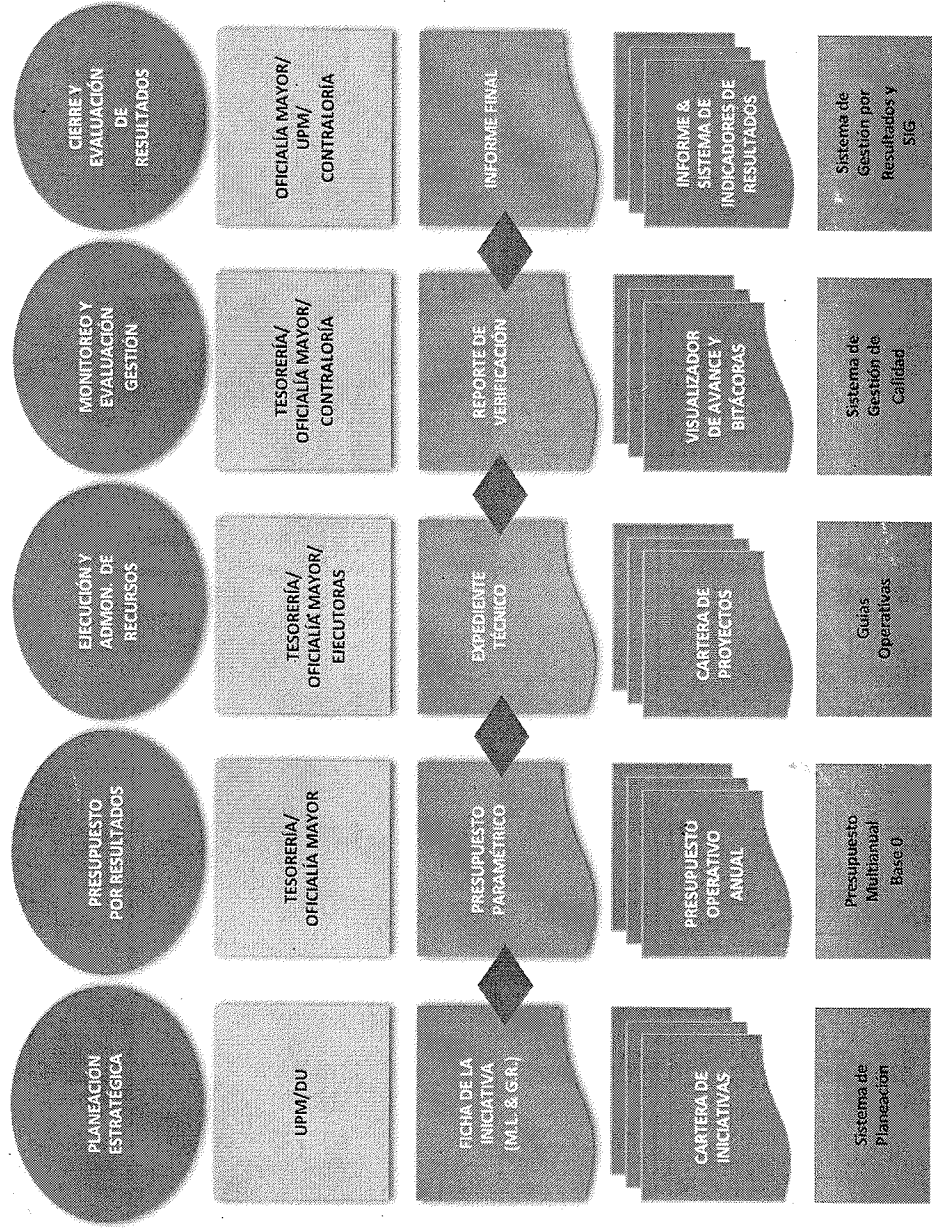 PLANEACIÓN
ESTRATÉGICA
PRESUPUESTO
POR RESULTADOS
EJECUCIÓN Y
ADMON. DE
RECURSOS
MONITOREO Y
EVALUACIÓN
GESTIÓN
CIERRE Y
EVALUACIÓN
DE
RESULTADOS
UPM/DU
TESORERÍA/
OFICIALÍA MAYOR
TESORERÍA/
OFICIALÍA MAYOR/
EJECUTORAS
TESORERÍA/
OFICIALÍA MAYOR/
CONTRALORÍA
OFICIALÍA MAYOR/
UPM/
CONTRALORÍA
FICHA DE LA
INICIATIVA
(M.L. & G.R.)
PRESUPUESTO
PARAMÉTRICO
EXPEDIENTE
TÉCNICO
REPORTE DE
VERIFICACIÓN
INFORME FINAL
CARTERA DE
INICIATIVAS
PRESUPUESTO
OPERATIVO
ANUAL
CARTERA DE
PROYECTOS
VISUALIZADOR
DE AVANCE Y
BITÁCORAS
INFORME &
SISTEMA DE
INDICADORES DE
RESULTADOS
Sistema de
Planeación
Presupuesto
Multianual
Base 0
Guías
Operativas
Sistema de
Gestión de
Calidad
Sistema de
Gestión por
Resultados y
SIG